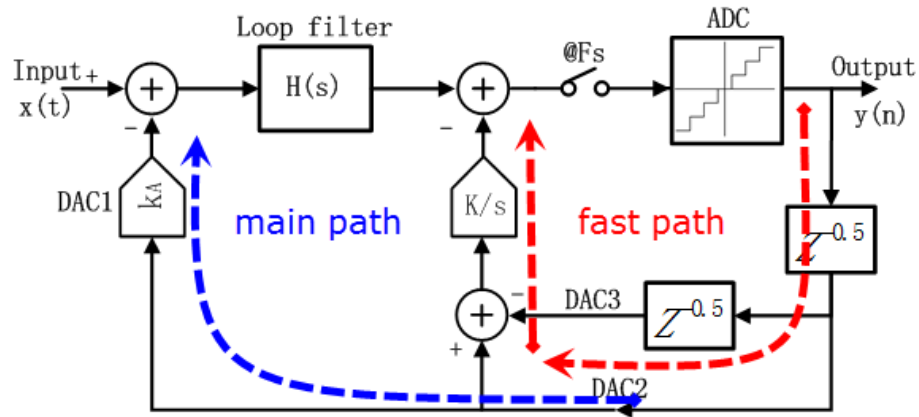 Loop filter
ADC
Input
+
x(t)
+
H(s)
+
@Fs
Output
y(n)
-
-
DAC1
kA
main path
K/s
fast path
Z-0.5
-
DAC3
Z-0.5
+
+
DAC2